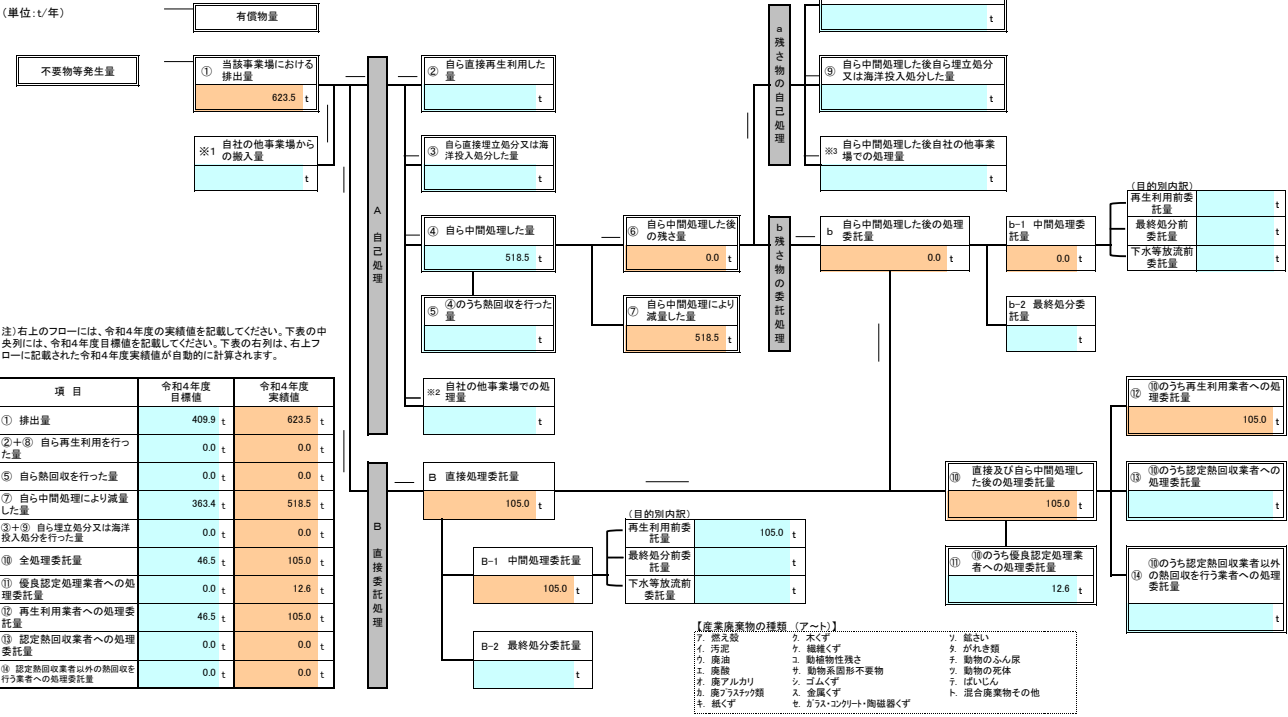 (単位:t/年)
有償物量
不要物等発生量
① 当該事業場における
排出量
623.5 t
※1 自社の他事業場から
の搬入量
t
A 自己処理
② 自ら直接再生利用した
量
t
③ 自ら直接埋立処分又は海
洋投入処分した量
t
④ 自ら中間処理した量
518.5 t
⑤ ④のうち熱回収を行った
量
t
※2 自社の他事業場での処
理量
t
⑥ 自ら中間処理した後
の残さ量
0.0 t
⑦ 自ら中間処理により
減量した量
518.5 t
a 残さ物の自己処理
t
⑨ 自ら中間処理した後自ら埋立処分
又は海洋投入処分した量
t
※3 自ら中間処理した後自社の他事業
場での処理量
t
b 残さ物の委託処理
b 自ら中間処理した後の処理
委託量
0.0 t
b-1 中間処理委
託量
0.0 t
b-2 最終処分委
託量
t
(目的別内訳)
再生利用前委
託量 t
最終処分前
委託量 t
下水等放流前
委託量 t
注)右上のフローには、令和4年度の実績値を記載してください。下表の中
央列には、令和4年度目標値を記載してください。下表の右列は、右上フ
ローに記載された令和4年度実績値が自動的に計算されます。
項 目 令和4年度
目標値 令和4年度
実績値
① 排出量 409.9 t 623.5 t
②+⑧ 自ら再生利用を行っ
た量 0.0 t 0.0 t
⑤ 自ら熱回収を行った量 0.0 t 0.0 t
⑦ 自ら中間処理により減量
した量 363.4 t 518.5 t
③+⑨ 自ら埋立処分又は海洋
投入処分を行った量 0.0 t 0.0 t
⑩ 全処理委託量 46.5 t 105.0 t
⑪ 優良認定処理業者への処
理委託量 0.0 t 12.6 t
⑫ 再生利用業者への処理委
託量 46.5 t 105.0 t
⑬ 認定熱回収業者への処理
委託量 0.0 t 0.0 t
⑭ 認定熱回収業者以外の熱回収を
行う業者への処理委託量 0.0 t 0.0 t
B 直接委託処理
B 直接処理委託量
105.0 t
B-1 中間処理委託量
105.0 t
B-2 最終処分委託量
t
(目的別内訳)
再生利用前委
託量 105.0 t
最終処分前委
託量 t
下水等放流前
委託量 t
⑩ 直接及び自ら中間処理し
た後の処理委託量
105.0 t
⑪ ⑩のうち優良認定処理業
者への処理委託量
12.6 t
⑫ ⑩のうち再生利用業者への処
理委託量
105.0 t
⑬ ⑩のうち認定熱回収業者への
処理委託量
t
⑭ ⑩のうち認定熱回収業者以外
の熱回収を行う業者への処理
委託量
t
【産業廃棄物の種類 (ア~ト)】
ア. 燃え殻 ク. 木くず ソ. 鉱さい
イ. 汚泥 ケ. 繊維くず タ. がれき類
ウ. 廃油 コ. 動植物性残さ チ. 動物のふん尿
エ. 廃酸 サ. 動物系固形不要物 ツ. 動物の死体
オ. 廃アルカリ シ. ゴムくず テ. ばいじん
カ. 廃プラスチック類 ス. 金属くず ト. 混合廃棄物その他
キ. 紙くず セ. ガラス・コンクリート・陶磁器くず